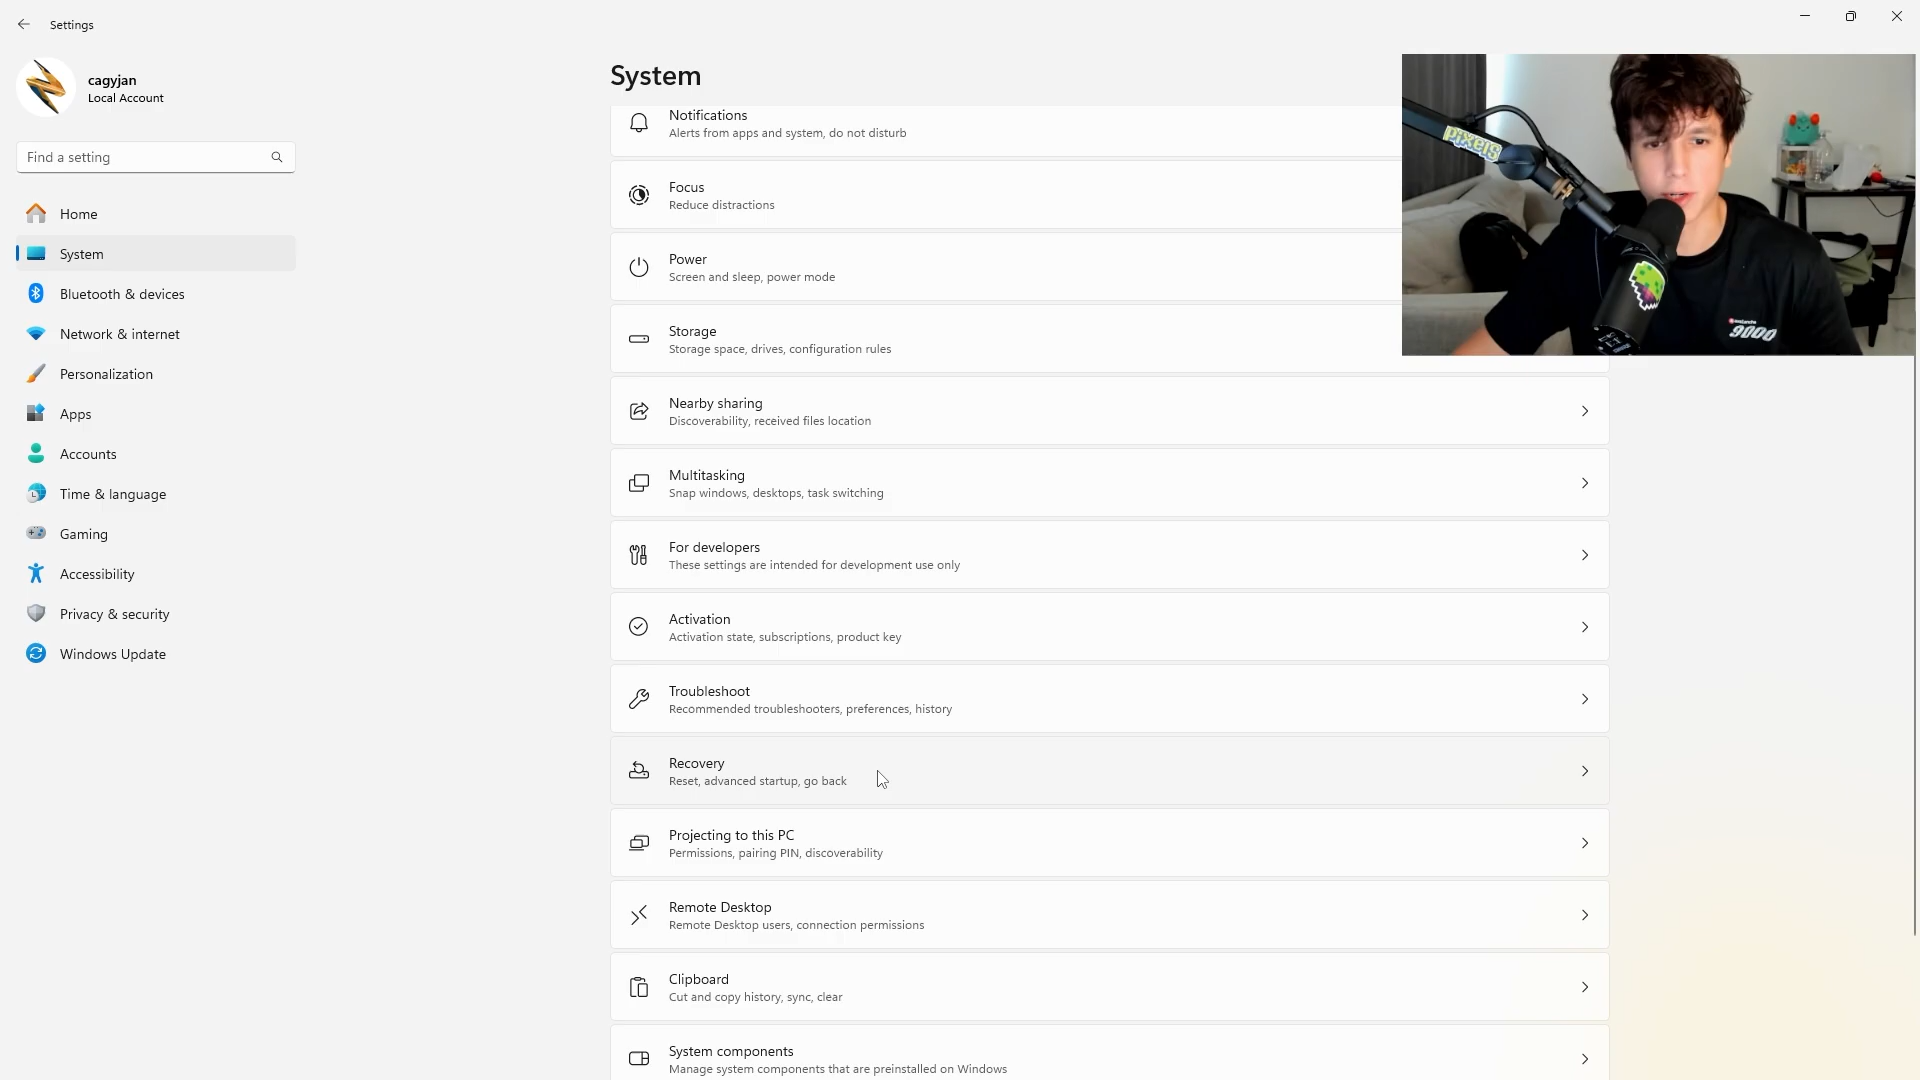 Settings
cagyjan
Local Account
Find a setting
Home
System
Bluetooth & devices
Network & internet
Personalization
Apps
Accounts
Time & language
Gaming
Accessibility
Privacy & security
Windows Update
System
Notifications
Alerts from apps and system, do not disturb
Focus
Reduce distractions
Power
Screen and sleep, power mode
Storage
Storage space, drives, configuration rules
Nearby sharing
Discoverability, received files location
Multitasking
Snap windows, desktops, task switching
For developers
These settings are intended for development use only
Activation
Activation state, subscriptions, product key
Troubleshoot
Recommended troubleshooters, preferences, history
Recovery
Reset, advanced startup, go back
Projecting to this PC
Permissions, pairing PIN, discoverability
Remote Desktop
Remote Desktop users, connection permissions
Clipboard
Cut and copy history, sync, clear
System components
Manage system components that are preinstalled on Windows
pixels
9000